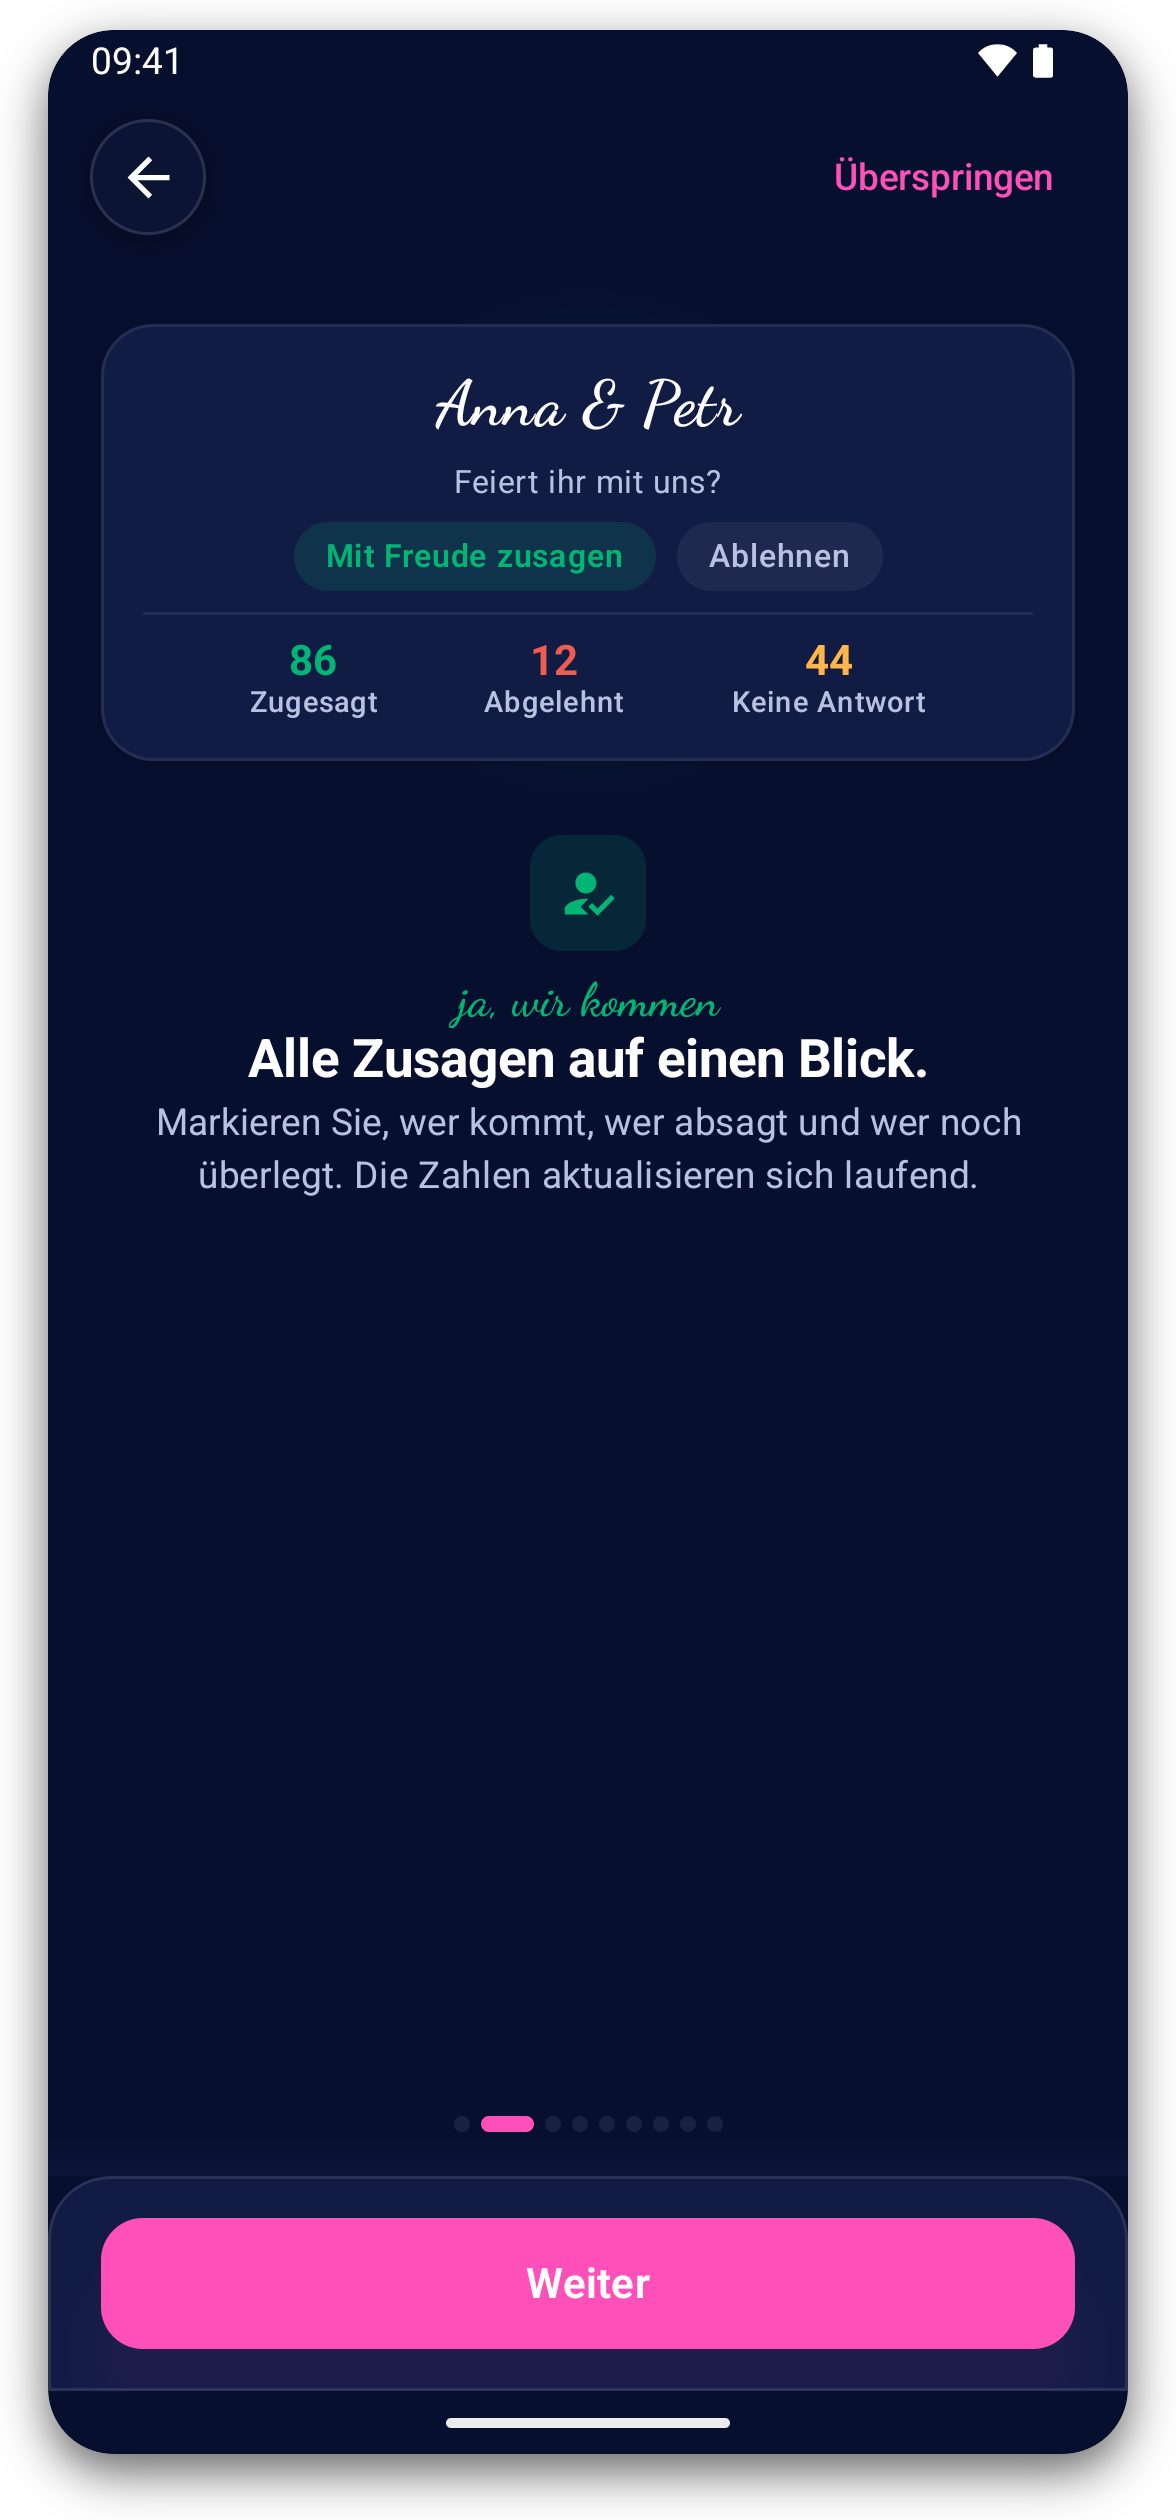 09:41
Überspringen
Anna & Petr
Feiert ihr mit uns?
Mit Freude zusagen
Ablehnen
86
12
44
Zugesagt
Abgelehnt
Keine Antwort
ja, wir kommen
Alle Zusagen auf einen Blick.
Markieren Sie, wer kommt, wer absagt und wer noch
überlegt. Die Zahlen aktualisieren sich laufend.
Weiter